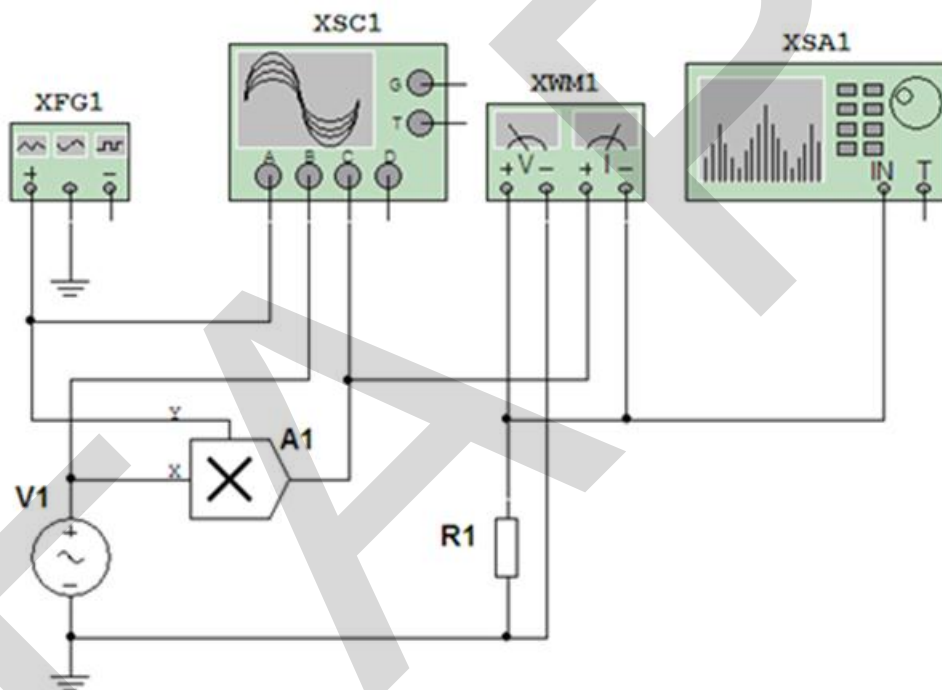 XSC1
XSA1
XWM1
XFG1
G
T
A B C D
+ V - + I -
IN T
+ -
Y
A1
X
V1
+
-
R1